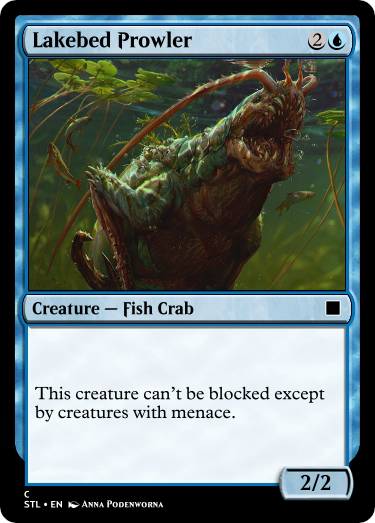 Lakebed Prowler 2
Creature — Fish Crab
This creature can't be blocked except
by creatures with menace.
2/2
C
STL • EN Anna Podenworna